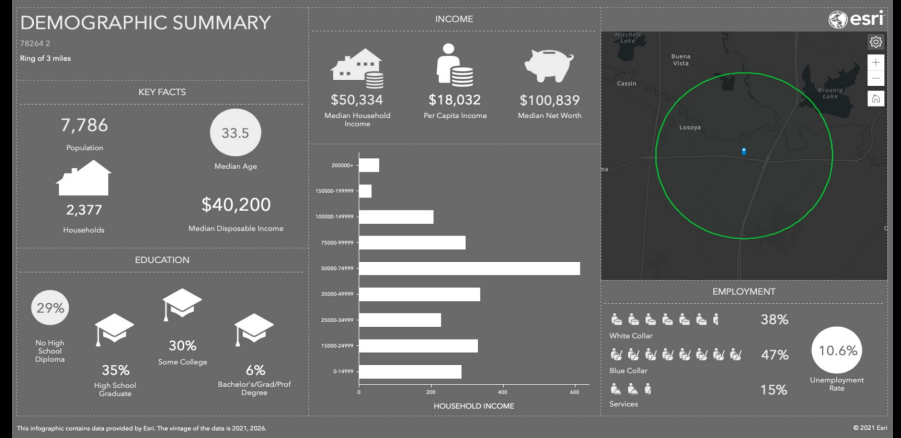 DEMOGRAPHIC SUMMARY
78264 2
Ring of 3 miles
KEY FACTS
7,786
Population
33.5
Median Age
2,377
Households
$40,200
Median Disposable Income
EDUCATION
29%
No High
School
Diploma
35%
High School
Graduate
30%
Some College
6%
Bachelor's/Grad/Prof
Degree
INCOME
$50,334
Median Household
Income
$18,032
Per Capita Income
$100,839
Median Net Worth
200000+
150000-199999
100000-149999
75000-99999
50000-74999
35000-49999
25000-34999
15000-24999
0-14999
0 200 400 600
HOUSEHOLD INCOME
esri
Mitchell
Lake
Buena
Vista
Cassin
Braunig
Lake
Losoya
EMPLOYMENT
38%
White Collar
47%
Blue Collar
15%
Services
10.6%
Unemployment
Rate
This infographic contains data provided by Esri. The vintage of the data is 2021, 2026.
© 2021 Esri